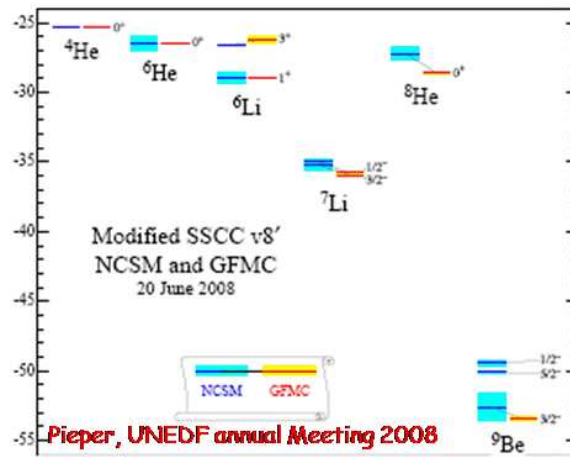 -25
-30
-35
-40
-45
-50
-55
⁴He
0⁺
⁶He
0⁺
3⁺
1⁺
⁶Li
⁸He
0⁺
1/2⁻
3/2⁻
⁷Li
Modified SSCC v8′
NCSM and GFMC
20 June 2008
NCSM GFMC
1/2⁻
5/2⁻
3/2⁻
⁹Be
Pieper, UNEDF annual Meeting 2008